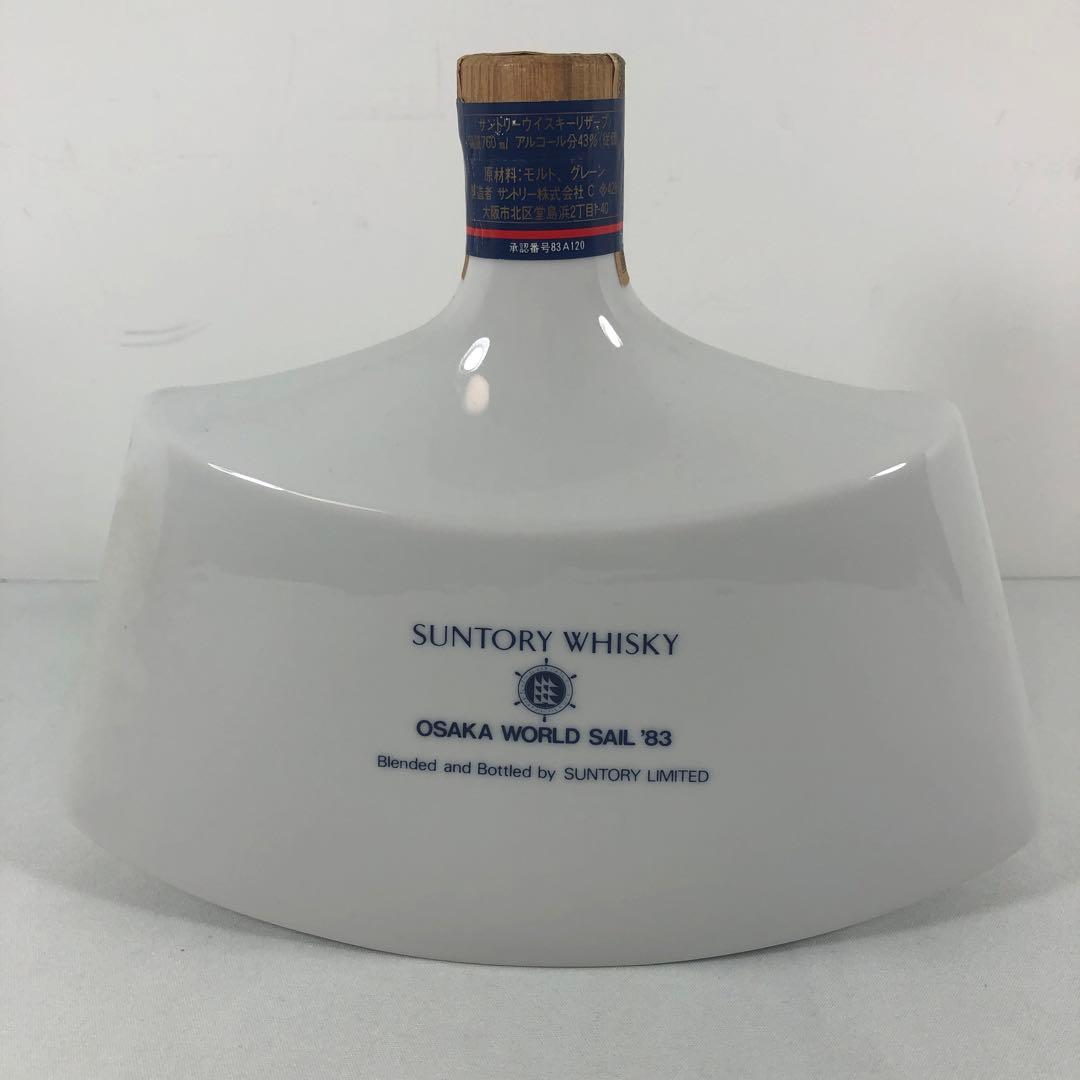 サントリーウイスキーリザーブ
760ml アルコール分43%
原材料:モルト、グレーン
製造者 サントリー株式会社 C
大阪市北区堂島浜2丁目1-40
承認番号83A120
SUNTORY WHISKY
OSAKA WORLD SAIL '83
Blended and Bottled by SUNTORY LIMITED